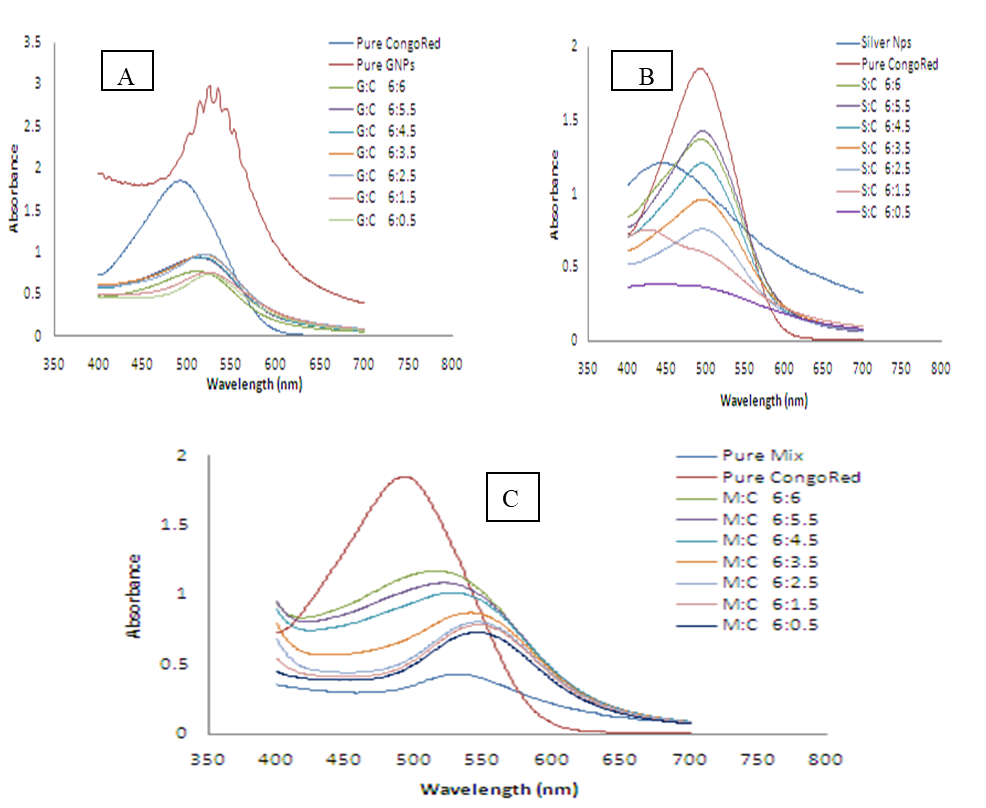 A
3.5
3
2.5
2
1.5
1
0.5
0
350 400 450 500 550 600 650 700 750 800
Absorbance
Wavelength (nm)
Pure CongoRed
Pure GNPs
G:C 6:6
G:C 6:5.5
G:C 6:4.5
G:C 6:3.5
G:C 6:2.5
G:C 6:1.5
G:C 6:0.5
B
2
1.5
1
0.5
0
350 400 450 500 550 600 650 700 750 800
Absorbance
Wavelength (nm)
Silver Nps
Pure CongoRed
S:C 6:6
S:C 6:5.5
S:C 6:4.5
S:C 6:3.5
S:C 6:2.5
S:C 6:1.5
S:C 6:0.5
C
2
1.5
1
0.5
0
350 400 450 500 550 600 650 700 750 800
Absorbance
Wavelength (nm)
Pure Mix
Pure CongoRed
M:C 6:6
M:C 6:5.5
M:C 6:4.5
M:C 6:3.5
M:C 6:2.5
M:C 6:1.5
M:C 6:0.5